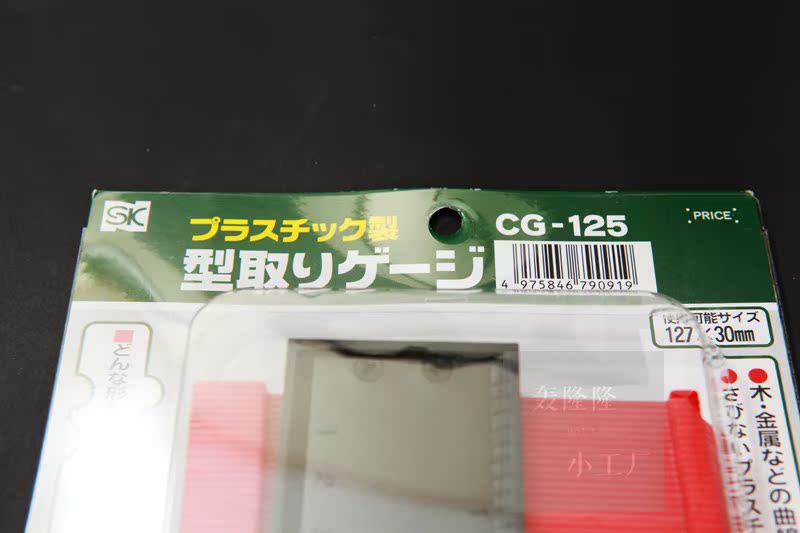 SK
プラスチック製
CG-125
PRICE
型取りゲージ
4 975846 790919
使用可能サイズ
127×30mm
■どんな形
●木・金属などの曲線
●さびないプラスチ
轰隆隆
小工厂